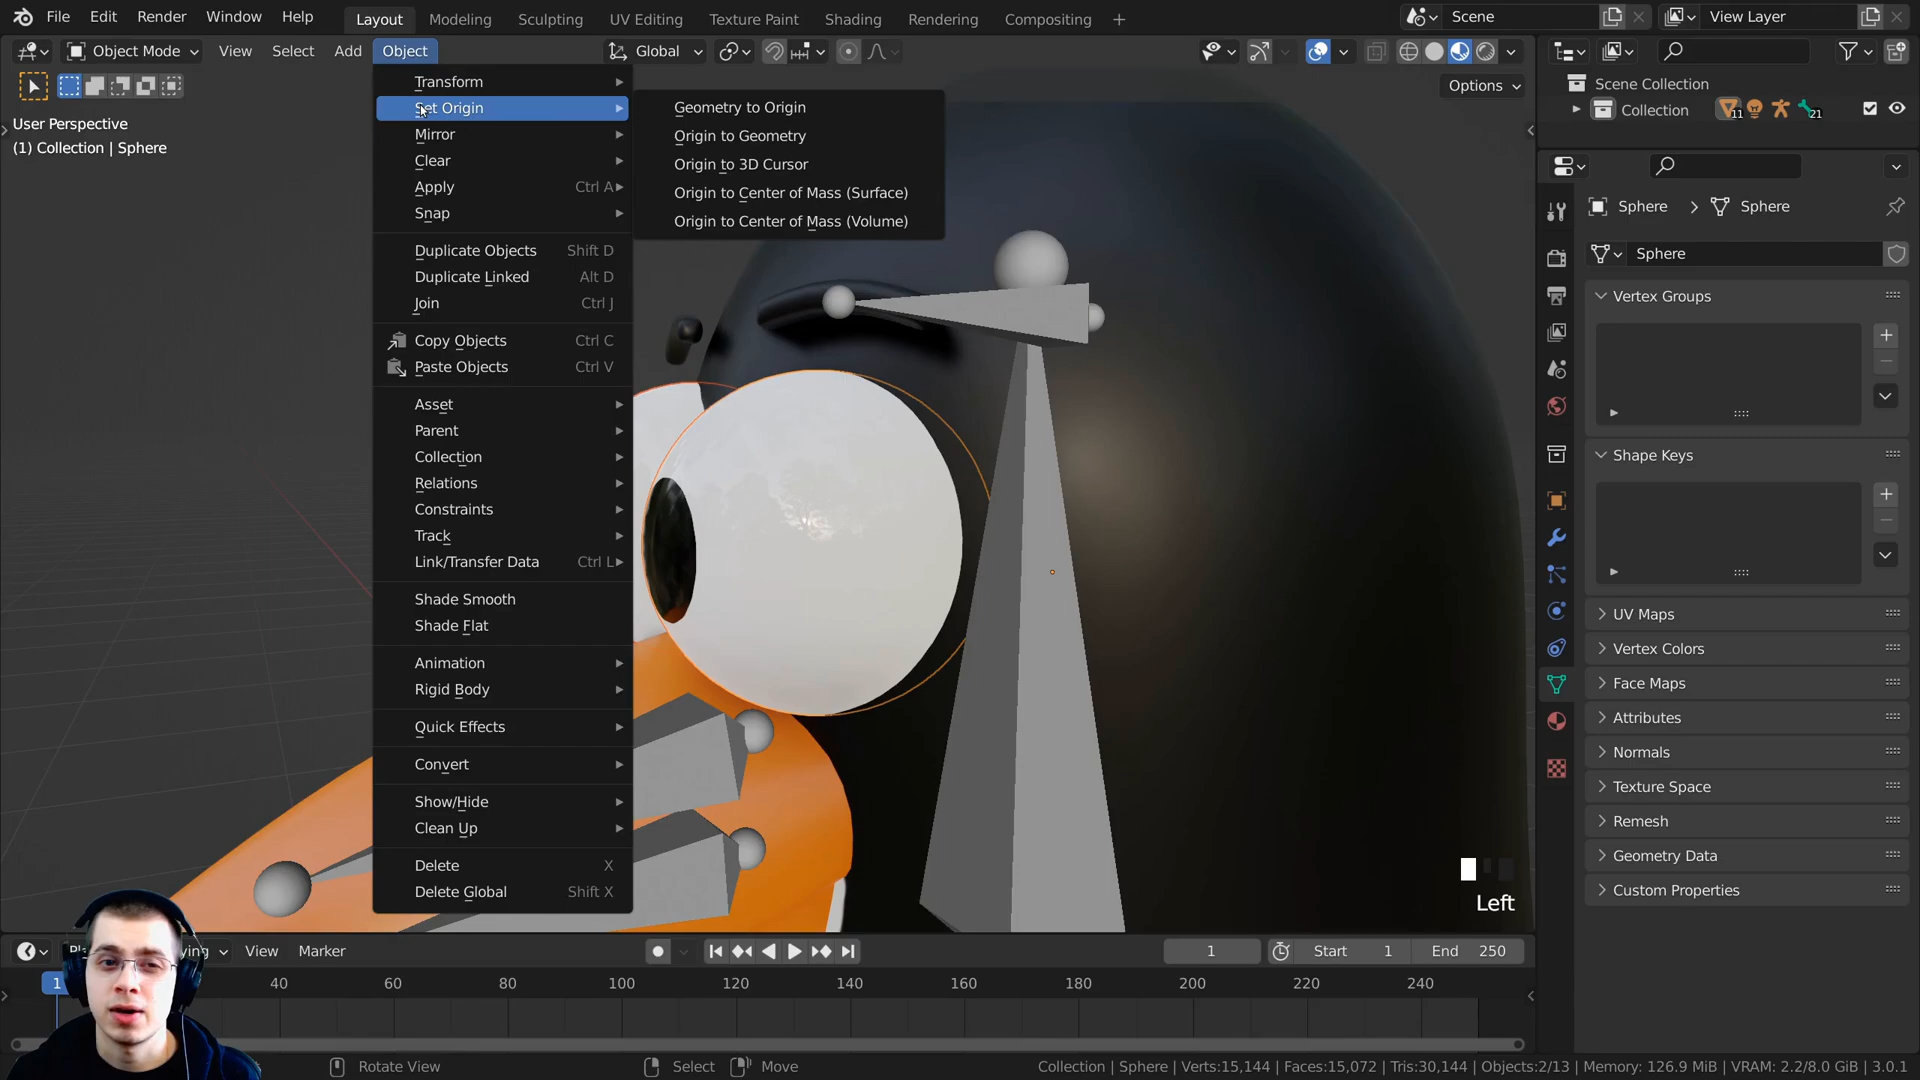 File Edit Render Window Help Layout Modeling Sculpting UV Editing Texture Paint Shading Rendering Compositing + Scene View Layer
Object Mode View Select Add Object Global
Options
User Perspective
(1) Collection | Sphere
Transform
Set Origin
Mirror
Clear
Apply Ctrl A
Snap
Duplicate Objects Shift D
Duplicate Linked Alt D
Join Ctrl J
Copy Objects Ctrl C
Paste Objects Ctrl V
Asset
Parent
Collection
Relations
Constraints
Track
Link/Transfer Data Ctrl L
Shade Smooth
Shade Flat
Animation
Rigid Body
Quick Effects
Convert
Show/Hide
Clean Up
Delete X
Delete Global Shift X
Geometry to Origin
Origin to Geometry
Origin to 3D Cursor
Origin to Center of Mass (Surface)
Origin to Center of Mass (Volume)
Scene Collection
Collection 11 21
Sphere > Sphere
Sphere
Vertex Groups
Shape Keys
UV Maps
Vertex Colors
Face Maps
Attributes
Normals
Texture Space
Remesh
Geometry Data
Custom Properties
Left
View Marker 1 Start 1 End 250
1 40 60 80 100 120 140 160 180 200 220 240
Rotate View Select Move Collection | Sphere | Verts:15,144 | Faces:15,072 | Tris:30,144 | Objects:2/13 | Memory: 126.9 MiB | VRAM: 2.2/8.0 GiB | 3.0.1